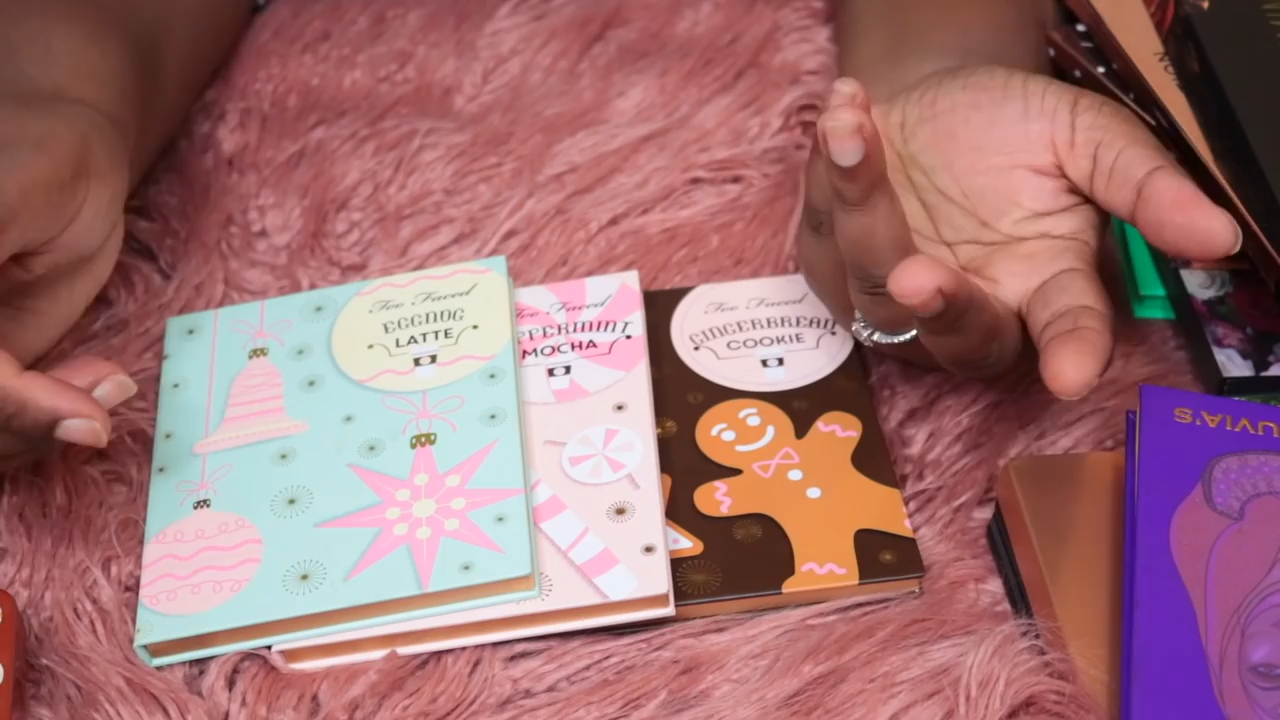 Too Faced
EGGNOG
LATTE
Too Faced
PPERMINT
MOCHA
Too Faced
GINGERBREAD
COOKIE
UVIA'S